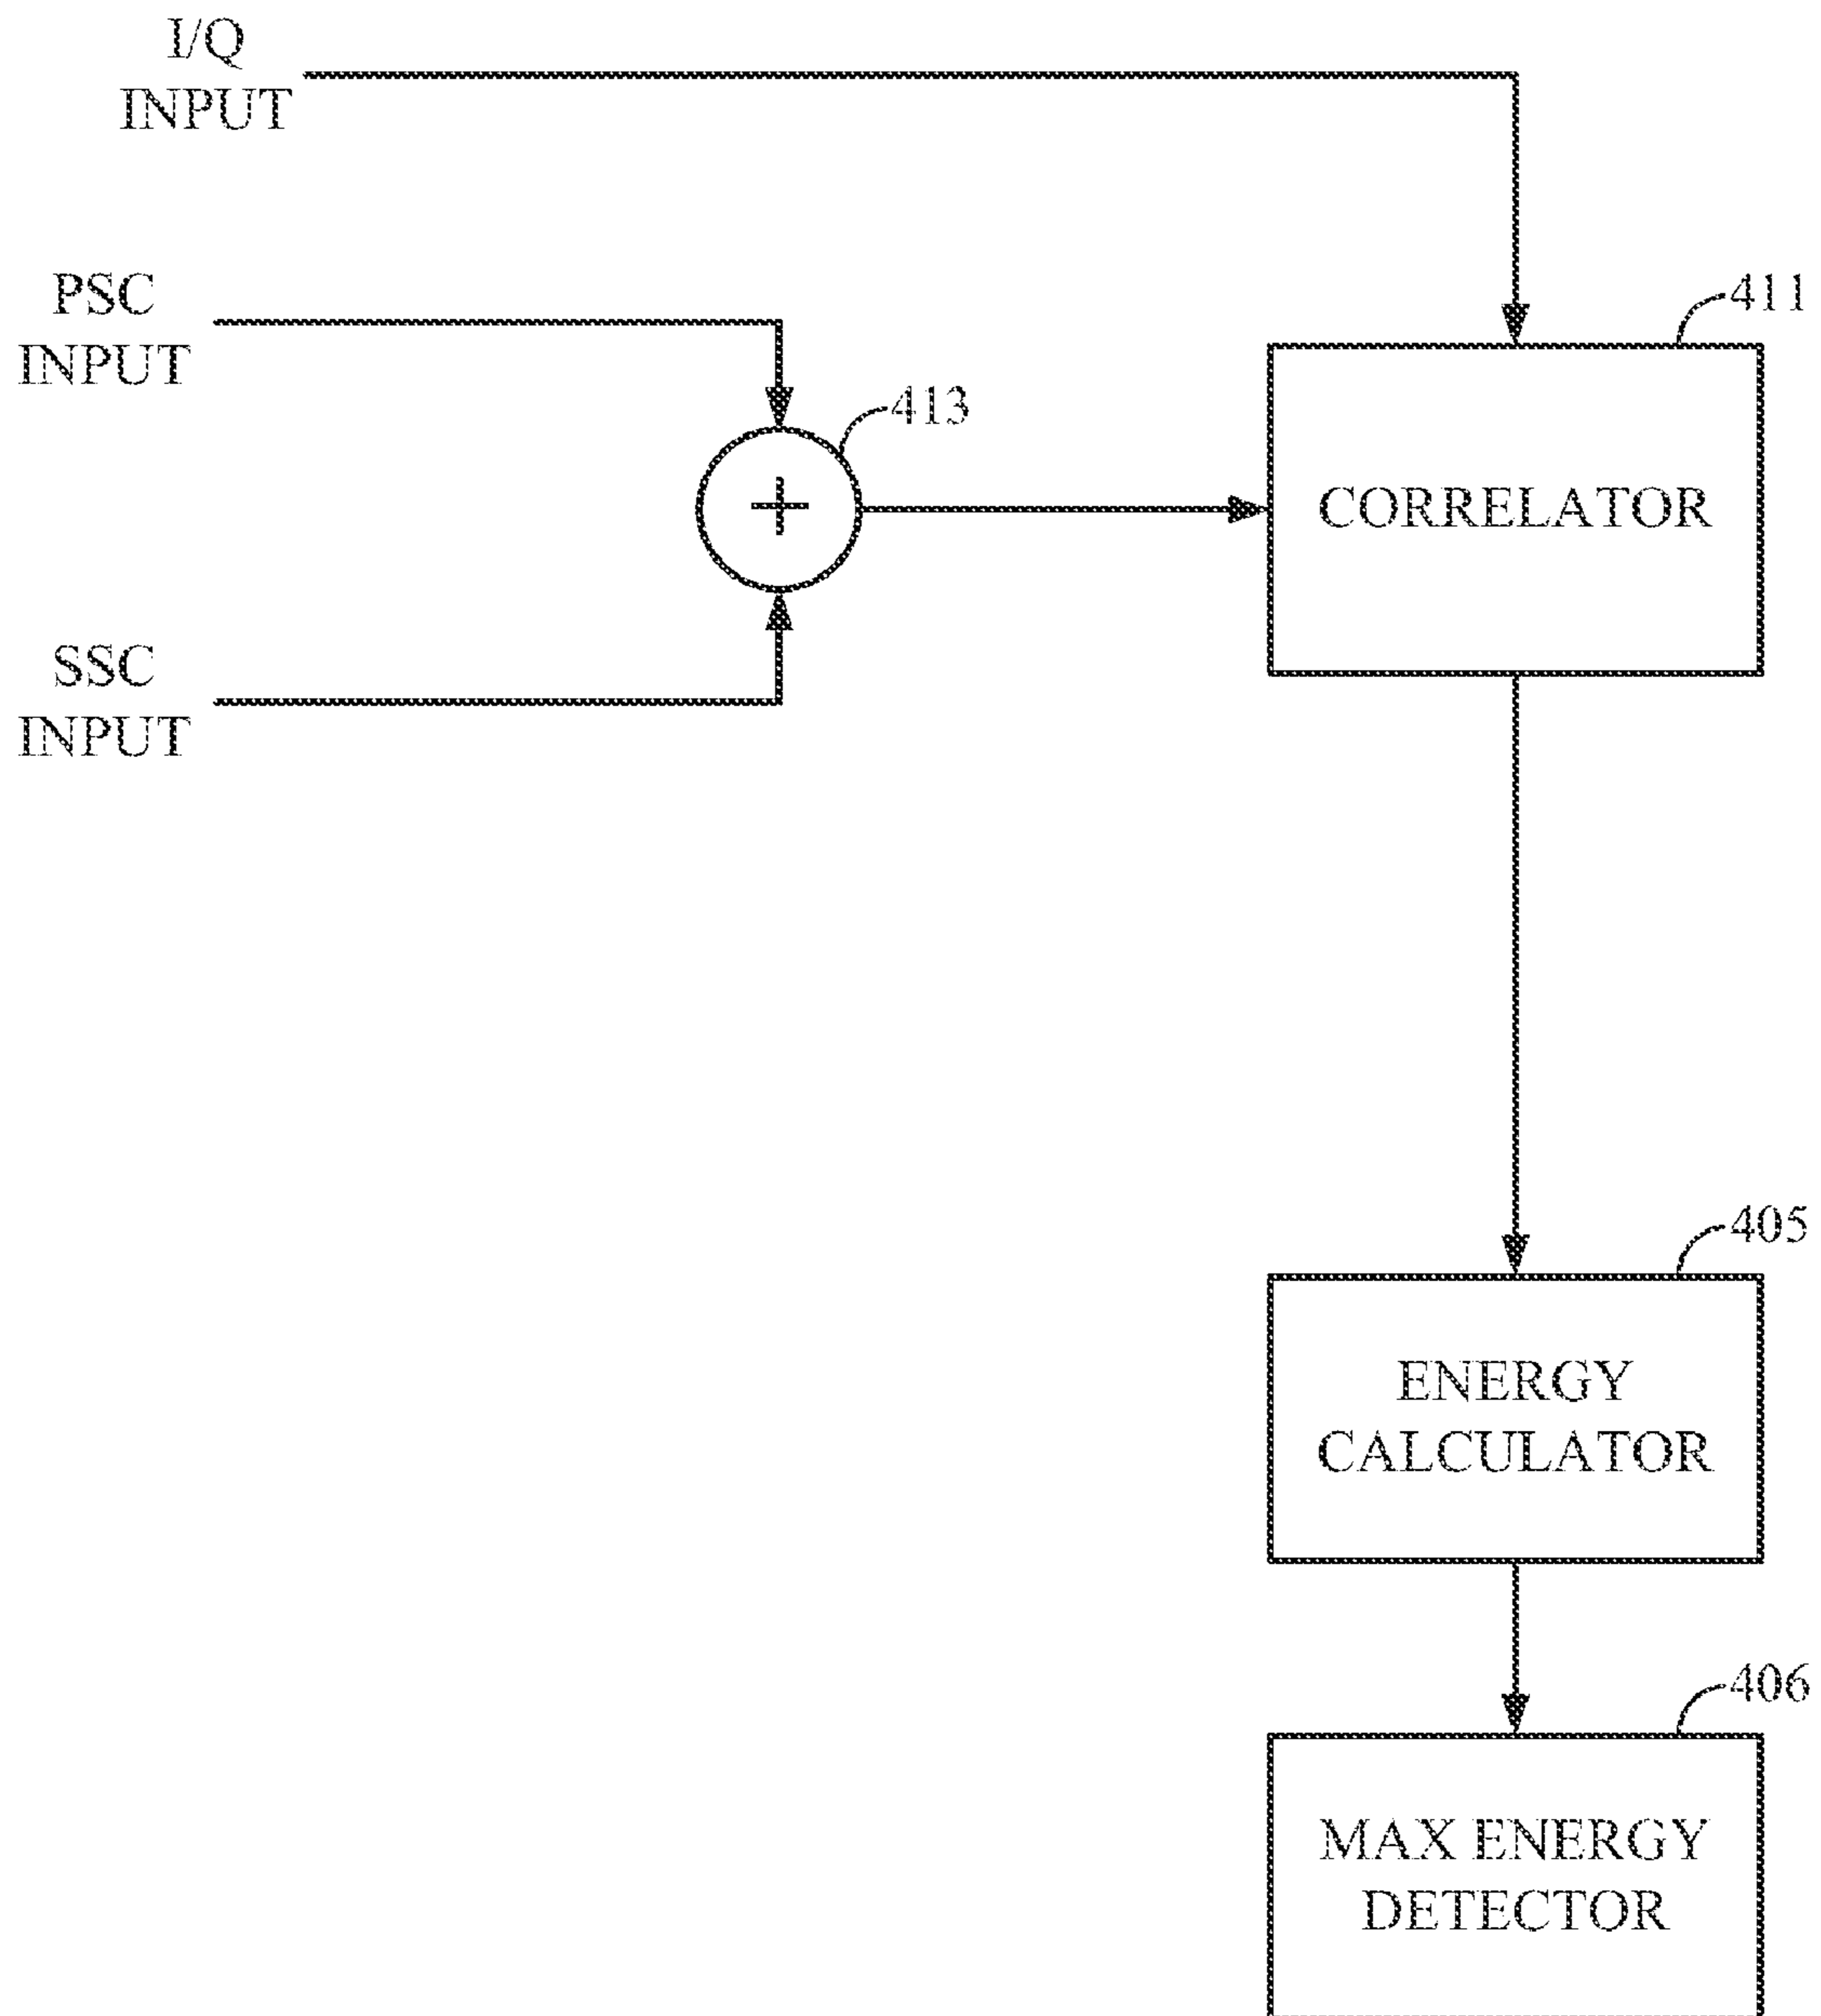 I/Q
INPUT
PSC
INPUT
411
413
+
CORRELATOR
SSC
INPUT
405
ENERGY
CALCULATOR
406
MAX ENERGY
DETECTOR